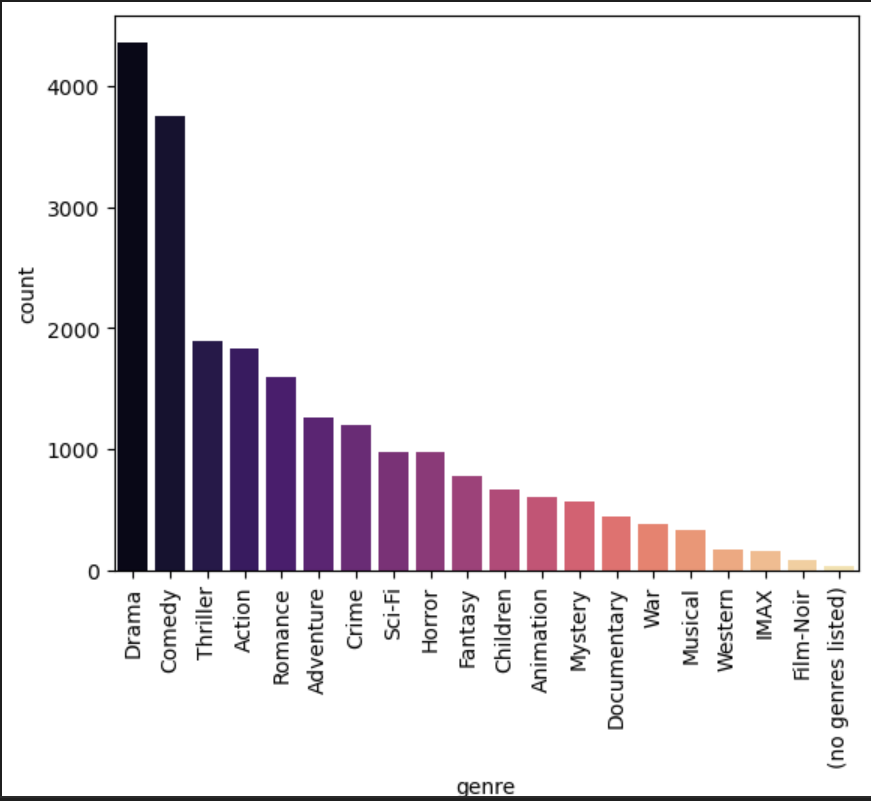 4000
3000
2000
1000
0
count
Drama
Comedy
Thriller
Action
Romance
Adventure
Crime
Sci-Fi
Horror
Fantasy
Children
Animation
Mystery
Documentary
War
Musical
Western
IMAX
Film-Noir
(no genres listed)
genre